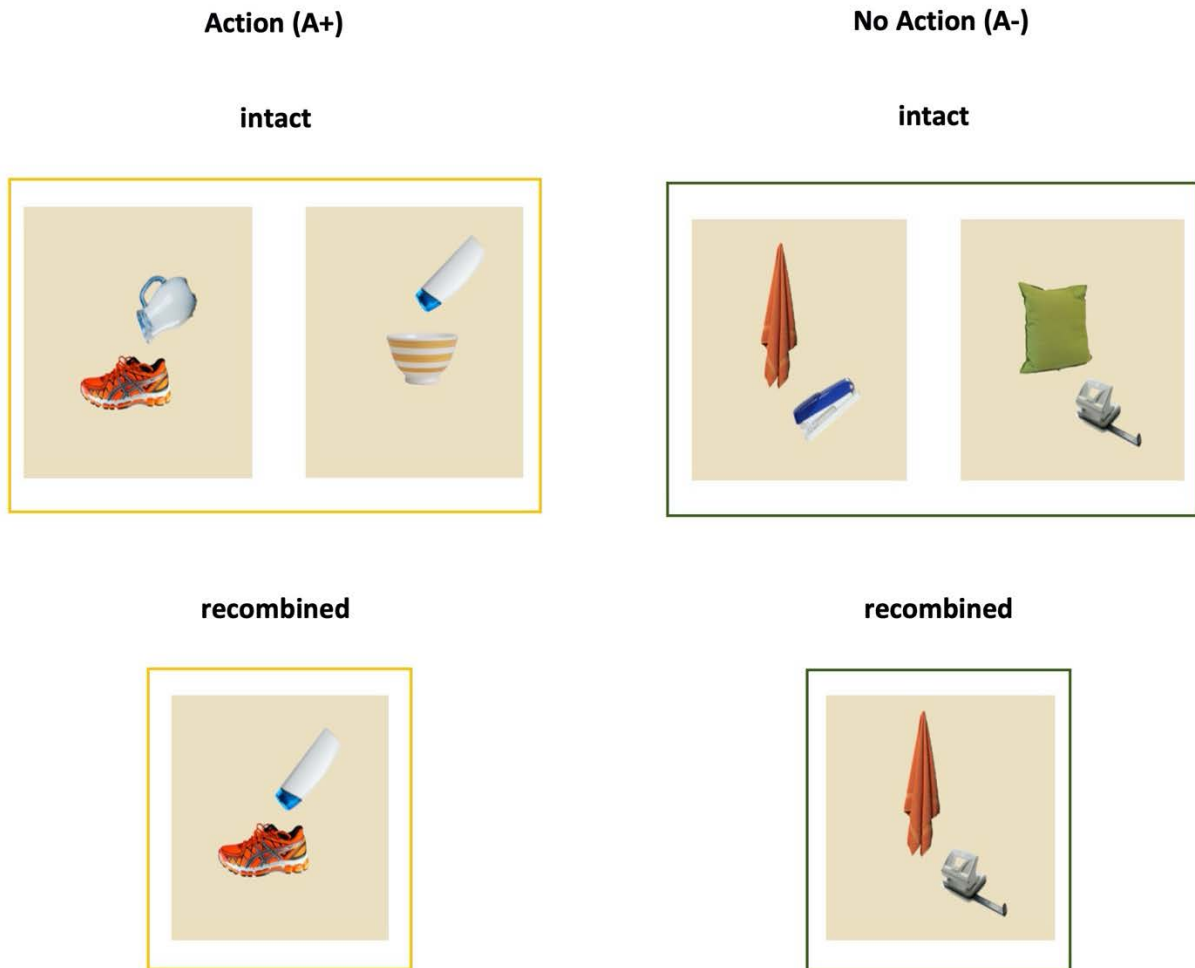 Action (A+)
No Action (A-)
intact
intact
recombined
recombined